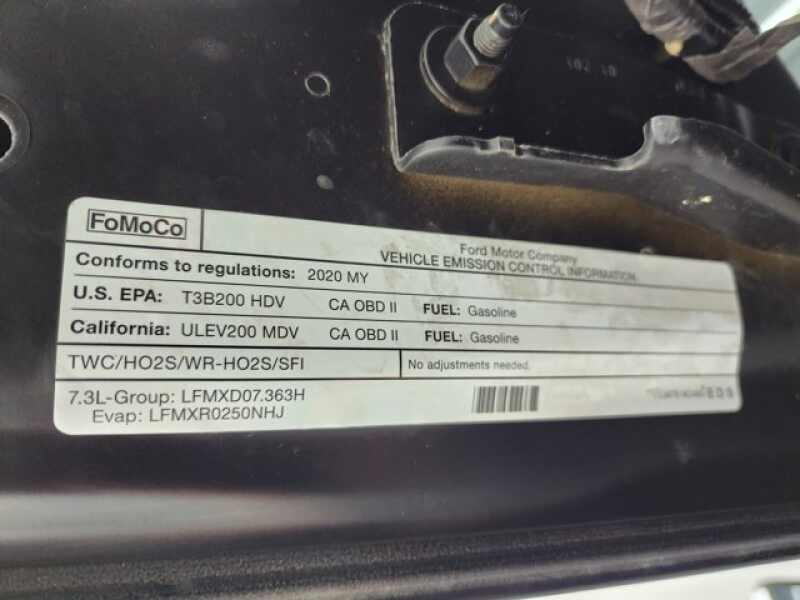 FoMoCo
Ford Motor Company
VEHICLE EMISSION CONTROL INFORMATION
Conforms to regulations: 2020 MY
U.S. EPA: T3B200 HDV CA OBD II FUEL: Gasoline
California: ULEV200 MDV CA OBD II FUEL: Gasoline
TWC/HO2S/WR-HO2S/SFI No adjustments needed.
7.3L-Group: LFMXD07.363H
Evap: LFMXR0250NHJ